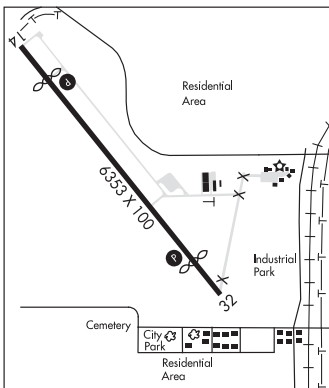 14
P
Residential
Area
6353 X 100
P
Industrial
Park
32
Cemetery
City
Park
Residential
Area